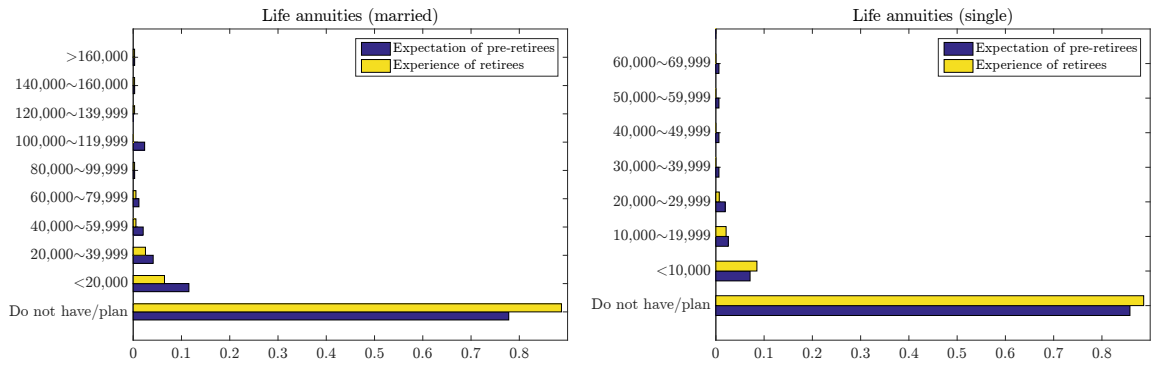 Life annuities (married)
Expectation of pre-retirees
Experience of retirees
>160,000
140,000~160,000
120,000~139,999
100,000~119,999
80,000~99,999
60,000~79,999
40,000~59,999
20,000~39,999
<20,000
Do not have/plan
0 0.1 0.2 0.3 0.4 0.5 0.6 0.7 0.8
Life annuities (single)
Expectation of pre-retirees
Experience of retirees
60,000~69,999
50,000~59,999
40,000~49,999
30,000~39,999
20,000~29,999
10,000~19,999
<10,000
Do not have/plan
0 0.1 0.2 0.3 0.4 0.5 0.6 0.7 0.8